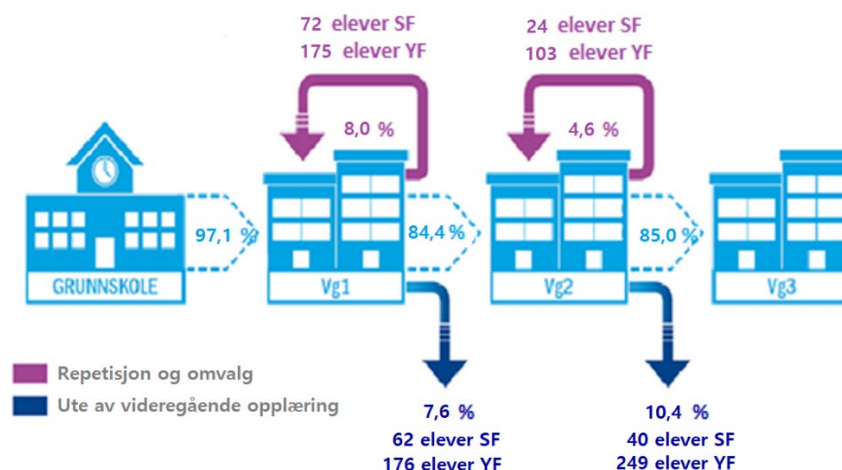 72 elever SF
175 elever YF
24 elever SF
103 elever YF
8,0 %
4,6 %
97,1 %
84,4 %
85,0 %
GRUNNSKOLE
Vg1
Vg2
Vg3
Repetisjon og omvalg
Ute av videregående opplæring
7,6 %
62 elever SF
176 elever YF
10,4 %
40 elever SF
249 elever YF